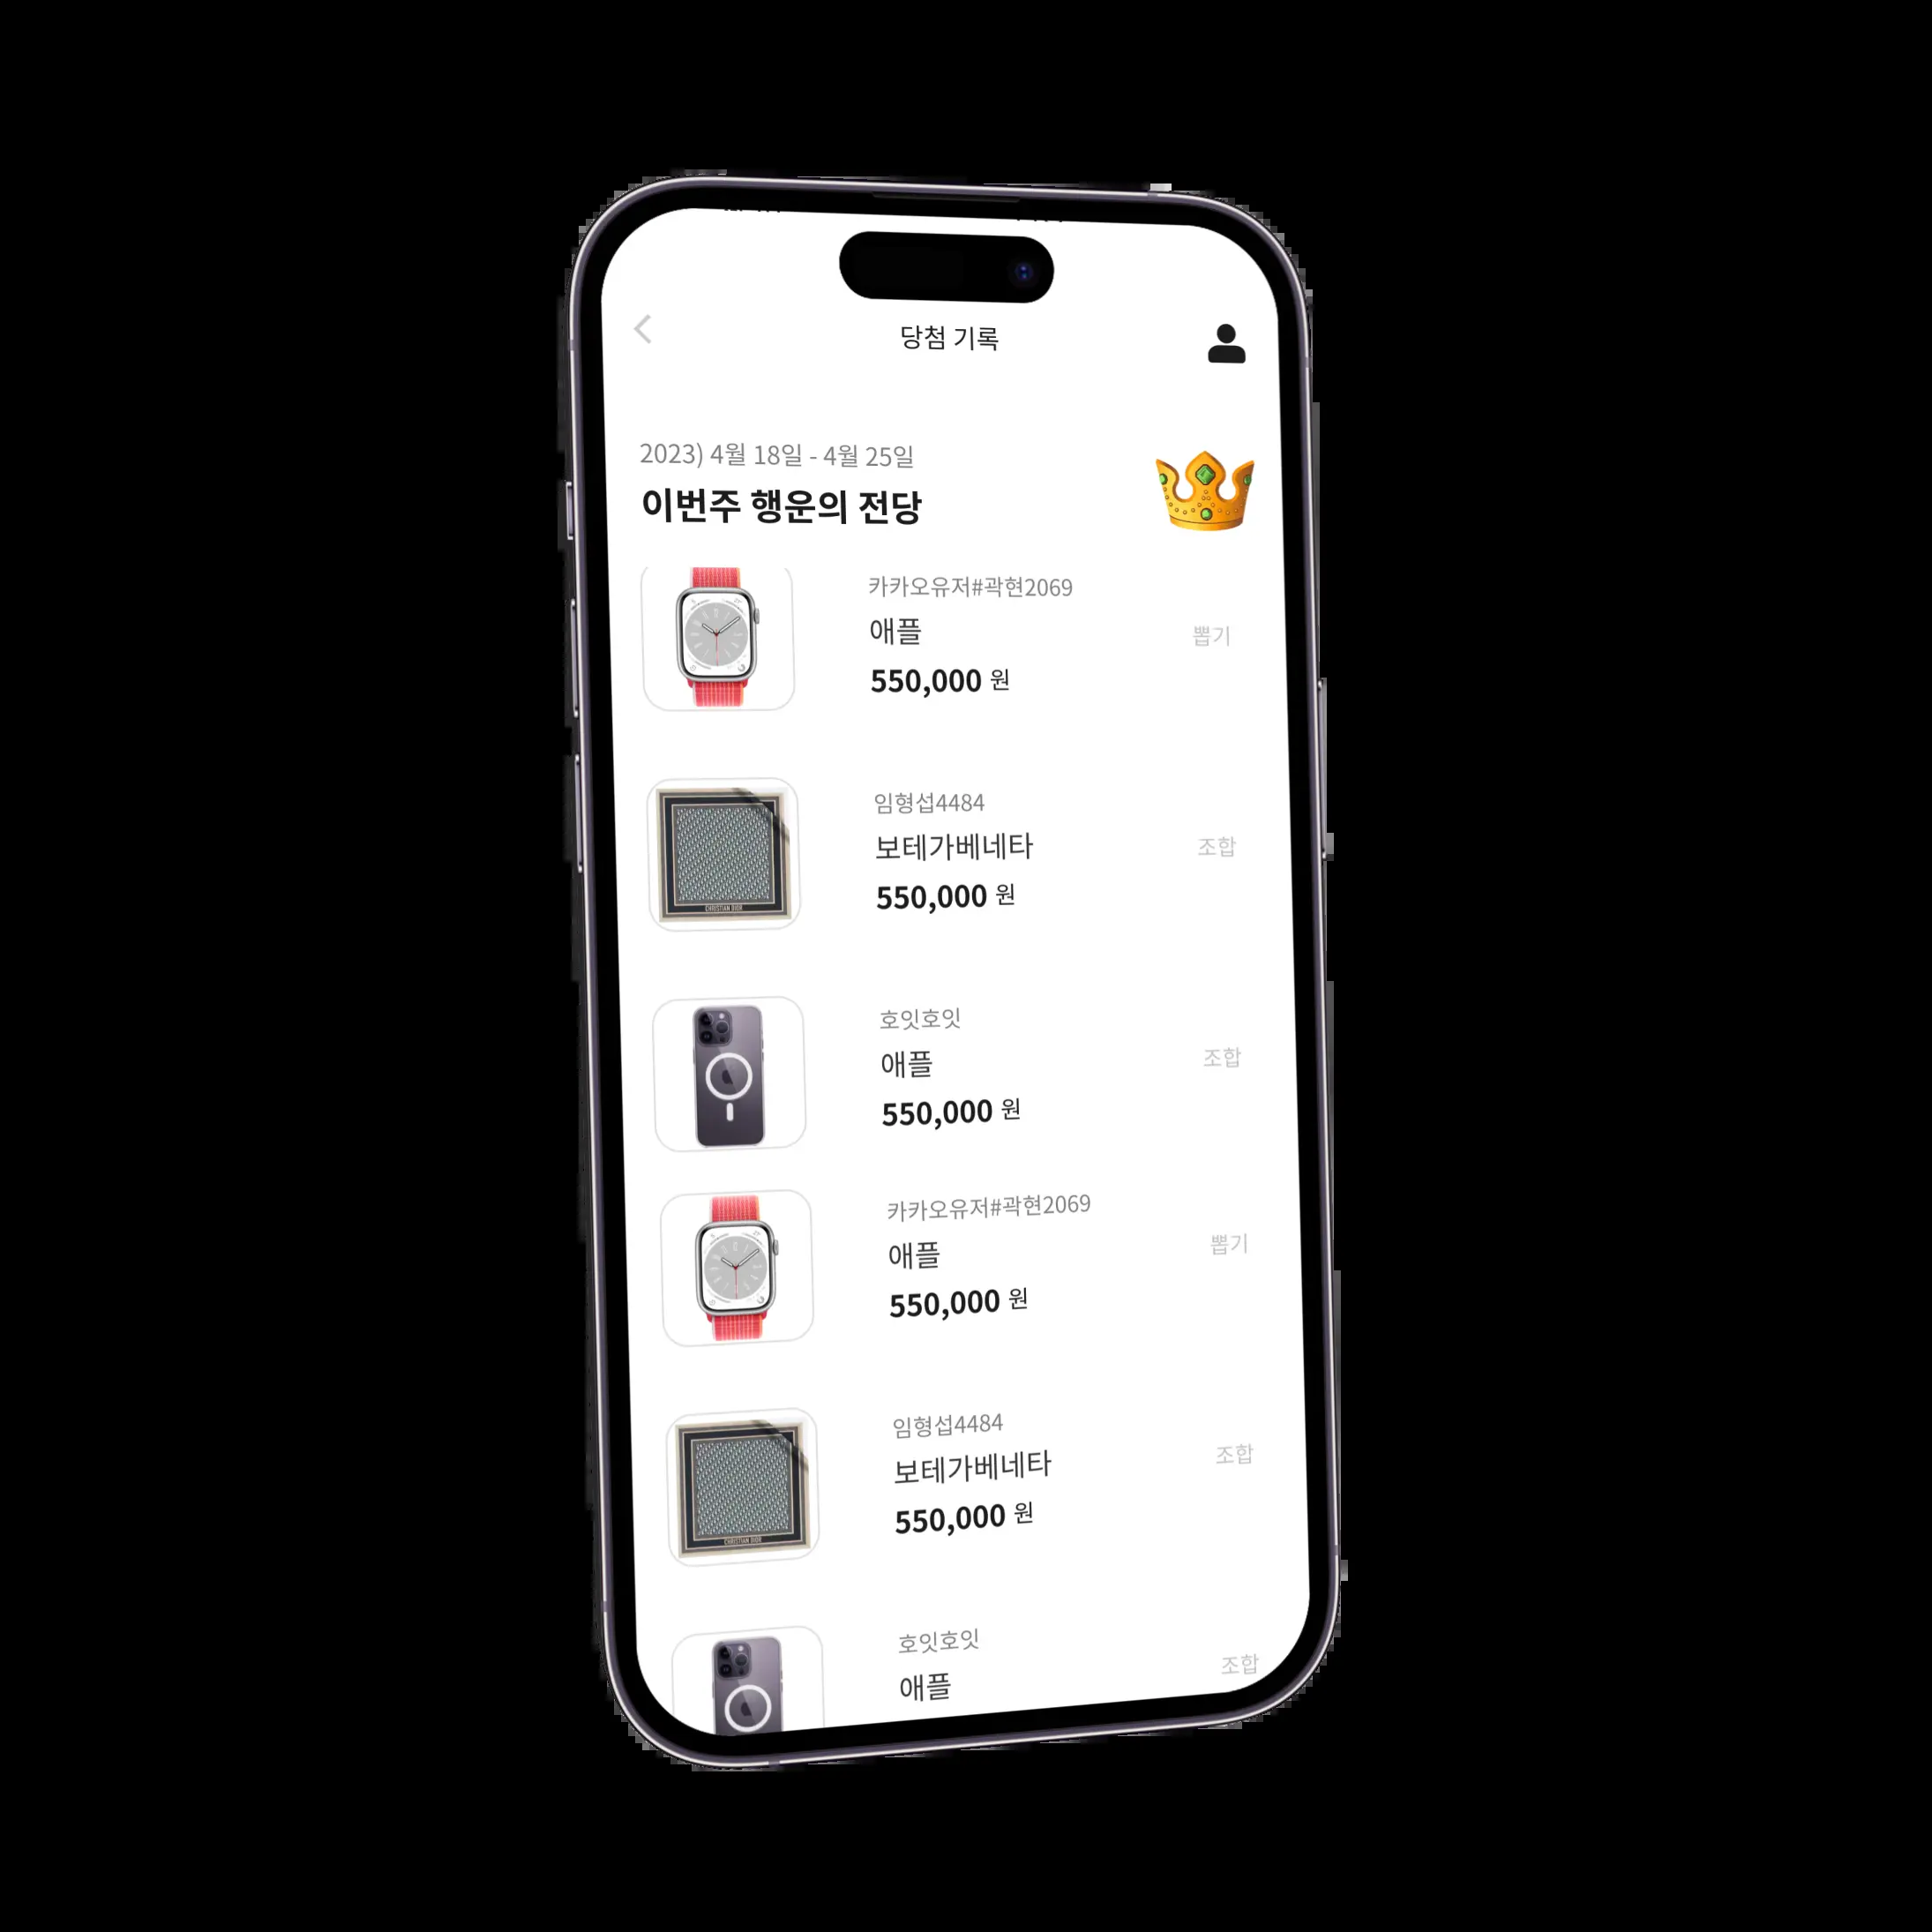 당첨 기록
2023) 4월 18일 - 4월 25일
이번주 행운의 전당
카카오유저#곽현2069
애플
뽑기
550,000 원
임형섭4484
보테가베네타
조합
550,000 원
CHRISTIAN DIOR
호잇호잇
애플
조합
550,000 원
카카오유저#곽현2069
애플
뽑기
550,000 원
임형섭4484
보테가베네타
조합
550,000 원
CHRISTIAN DIOR
호잇호잇
조합
애플